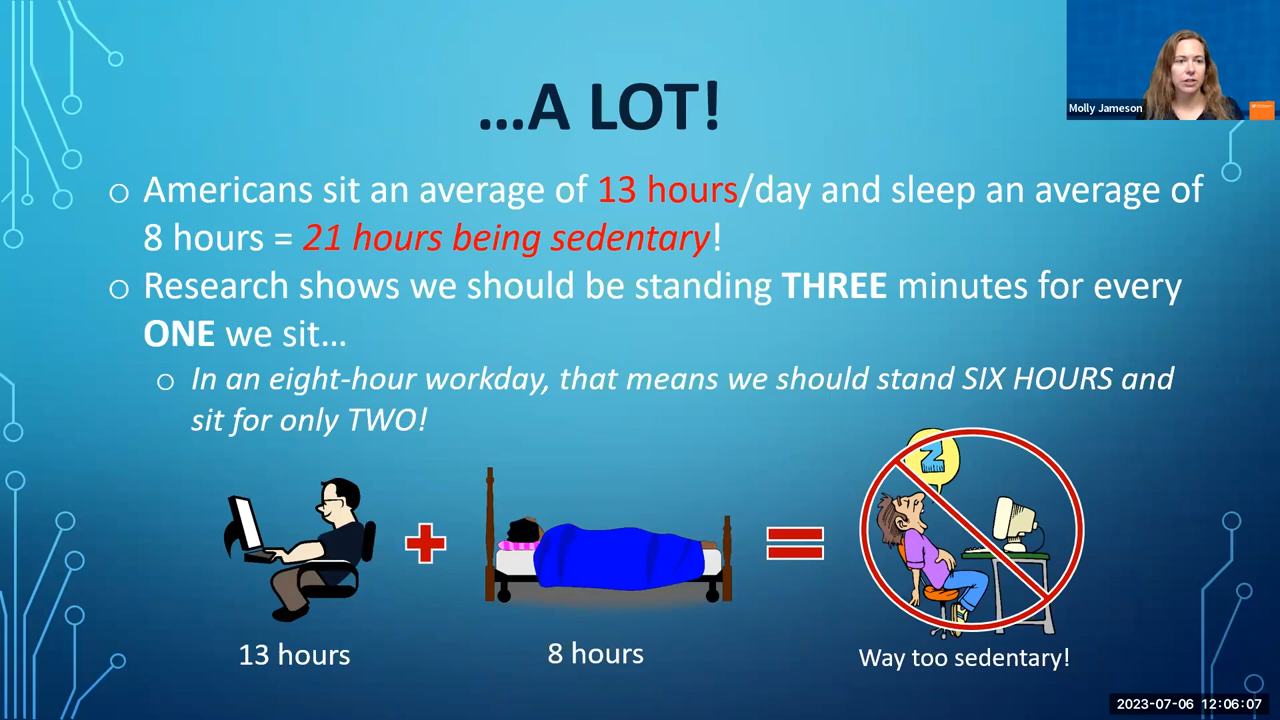 …A LOT!
Molly Jameson
○ Americans sit an average of 13 hours/day and sleep an average of
8 hours = 21 hours being sedentary!
○ Research shows we should be standing THREE minutes for every
ONE we sit…
○ In an eight-hour workday, that means we should stand SIX HOURS and
sit for only TWO!
Z
13 hours
8 hours
Way too sedentary!
2023-07-06 12:06:07